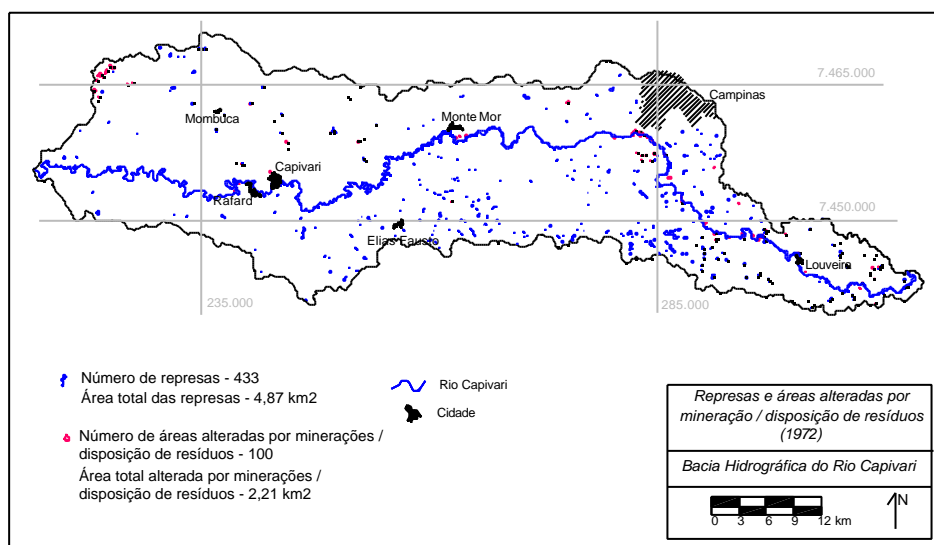 7.465.000
Campinas
Mombuca
Monte Mor
Capivari
Rafard
7.450.000
Elias Fausto
Louveira
235.000
285.000
Número de represas - 433
Área total das represas - 4,87 km2
Número de áreas alteradas por minerações /
disposição de resíduos - 100
Área total alterada por minerações /
disposição de resíduos - 2,21 km2
Rio Capivari
Cidade
Represas e áreas alteradas por
mineração / disposição de resíduos
(1972)
Bacia Hidrográfica do Rio Capivari
0 3 6 9 12 km
N